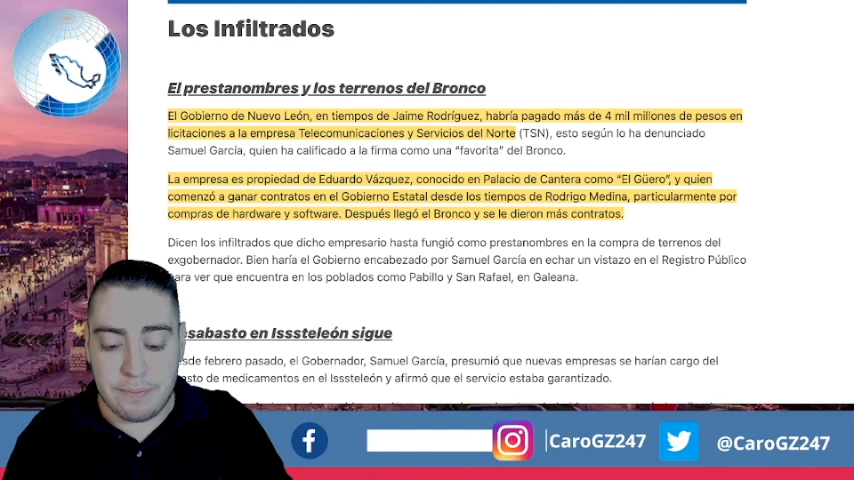 Los Infiltrados
El prestanombres y los terrenos del Bronco
El Gobierno de Nuevo León, en tiempos de Jaime Rodríguez, habría pagado más de 4 mil millones de pesos en
licitaciones a la empresa Telecomunicaciones y Servicios del Norte (TSN), esto según lo ha denunciado
Samuel García, quien ha calificado a la firma como una “favorita” del Bronco.
La empresa es propiedad de Eduardo Vázquez, conocido en Palacio de Cantera como “El Güero”, y quien
comenzó a ganar contratos en el Gobierno Estatal desde los tiempos de Rodrigo Medina, particularmente por
compras de hardware y software. Después llegó el Bronco y se le dieron más contratos.
Dicen los infiltrados que dicho empresario hasta fungió como prestanombres en la compra de terrenos del
exgobernador. Bien haría el Gobierno encabezado por Samuel García en echar un vistazo en el Registro Público
para ver que encuentra en los poblados como Pabillo y San Rafael, en Galeana.
sabasto en Isssteleón sigue
sde febrero pasado, el Gobernador, Samuel García, presumió que nuevas empresas se harían cargo del
asto de medicamentos en el Isssteleón y afirmó que el servicio estaba garantizado.
CaroGZ247
@CaroGZ247